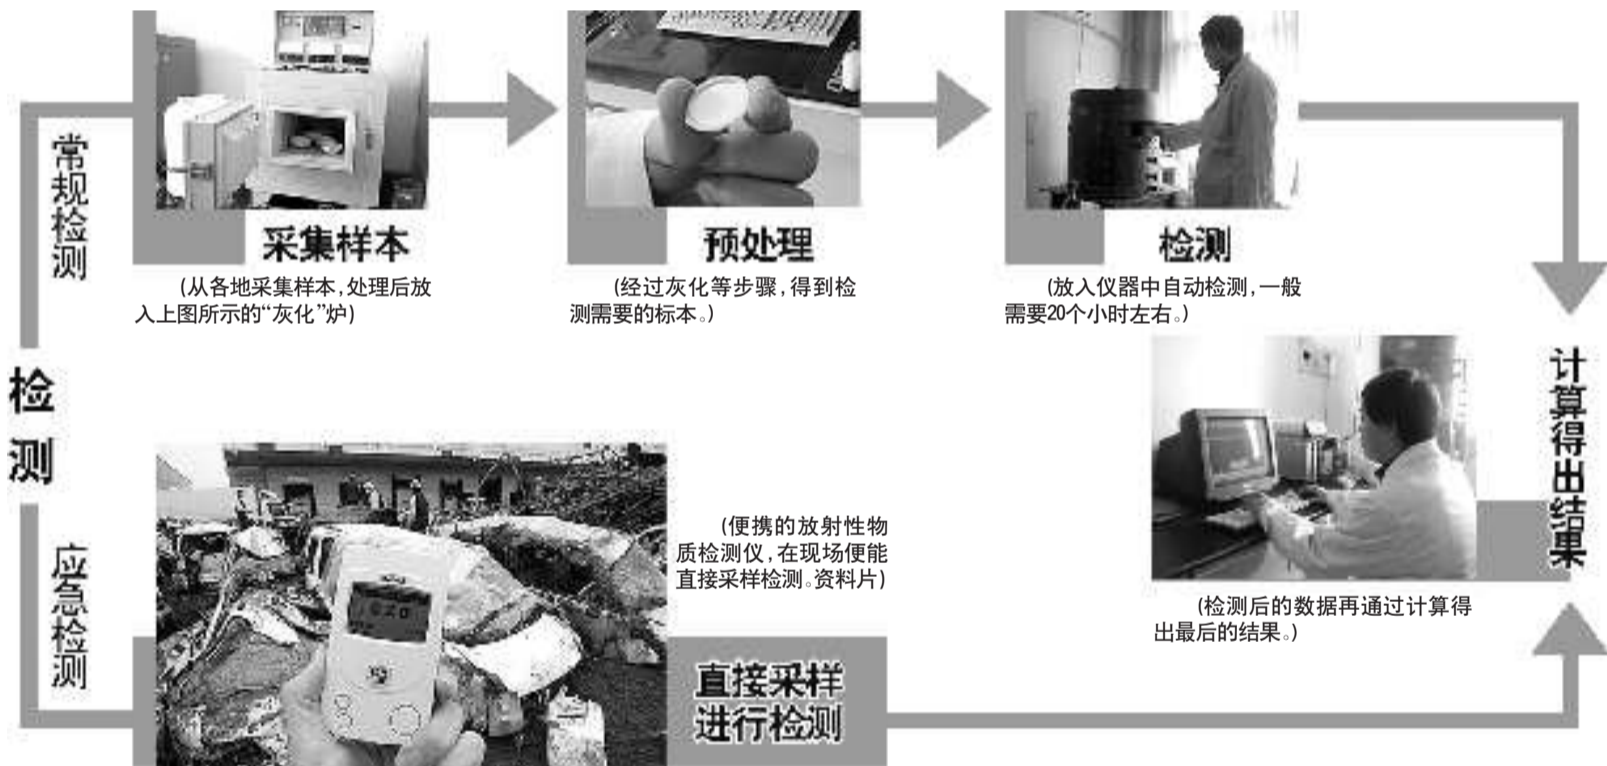 常规检测
采集样本
(从各地采集样本,处理后放
入上图所示的“灰化”炉)
预处理
(经过灰化等步骤,得到检
测需要的标本。)
检测
(放入仪器中自动检测,一般
需要20个小时左右。)
检测
计算得出结果
(检测后的数据再通过计算得
出最后的结果。)
应急检测
(便携的放射性物
质检测仪,在现场便能
直接采样检测。资料片)
直接采样
进行检测